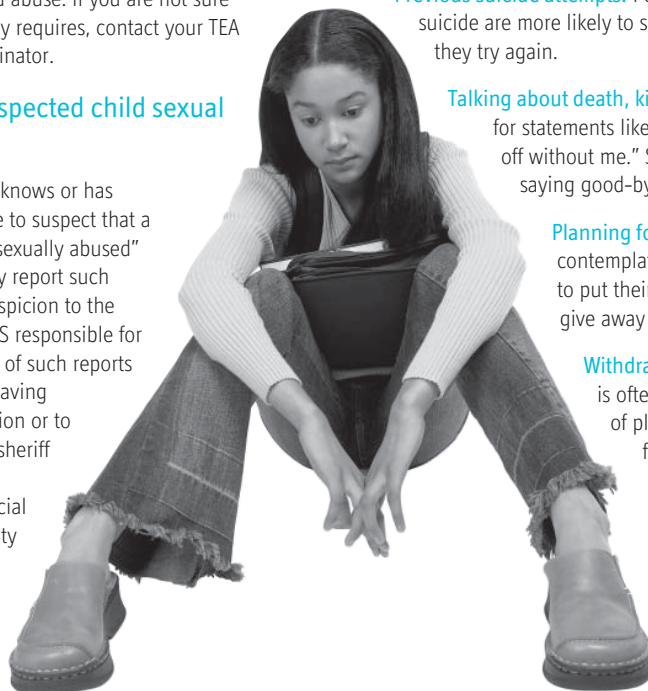 d abuse. If you are not sure
y requires, contact your TEA
inator.
spected child sexual
knows or has
e to suspect that a
sexually abused”
y report such
spicion to the
S responsible for
of such reports
aving
ion or to
sheriff
cial
ty
suicide are more likely to s
they try again.
Talking about death, ki
for statements like
off without me.” S
saying good-by
Planning fo
contemplat
to put their
give away
Withdra
is ofte
of pl
f